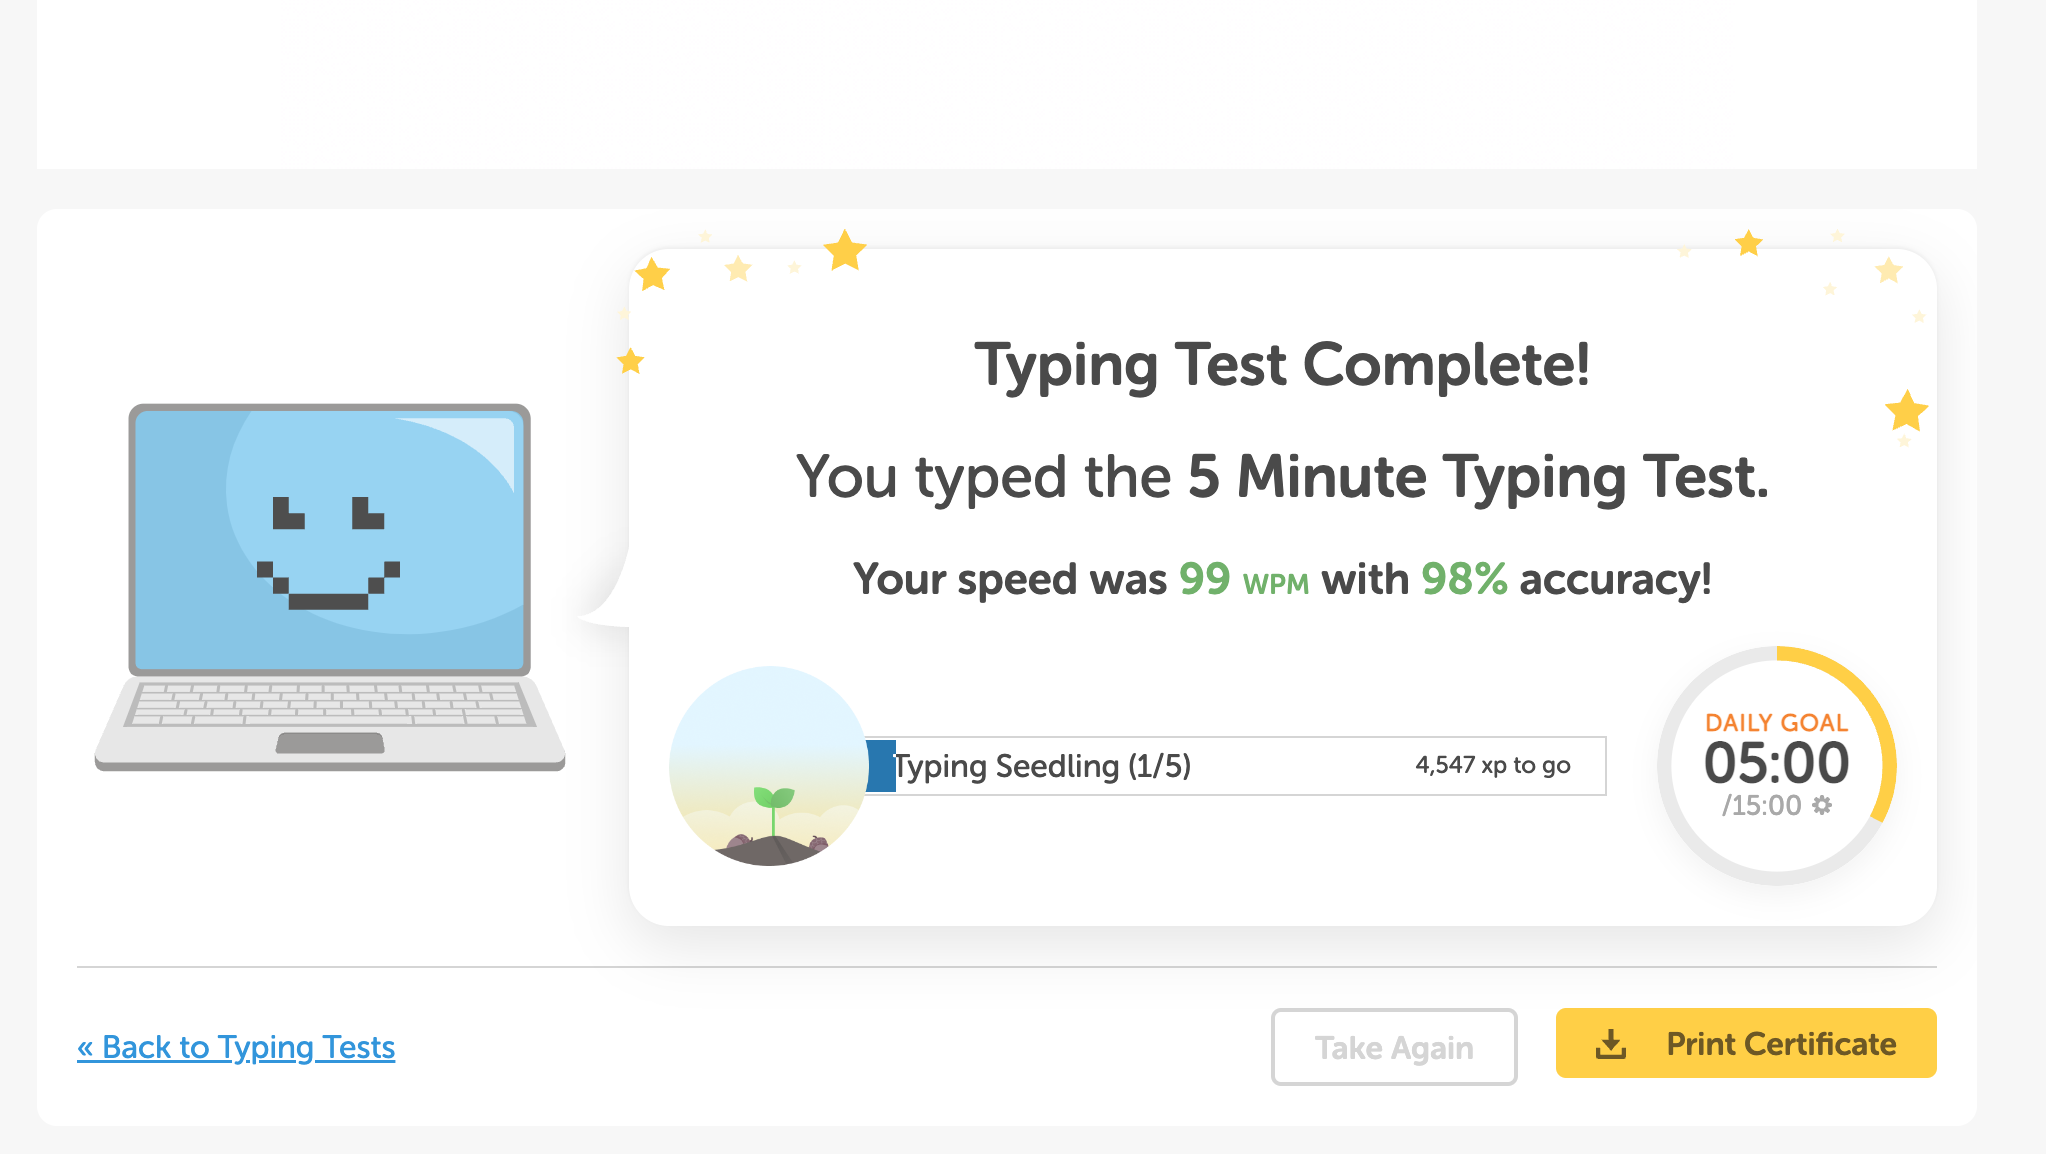 Typing Test Complete!
You typed the 5 Minute Typing Test.
Your speed was 99 WPM with 98% accuracy!
Typing Seedling (1/5)
4,547 xp to go
DAILY GOAL
05:00
/15:00
« Back to Typing Tests
Take Again
Print Certificate